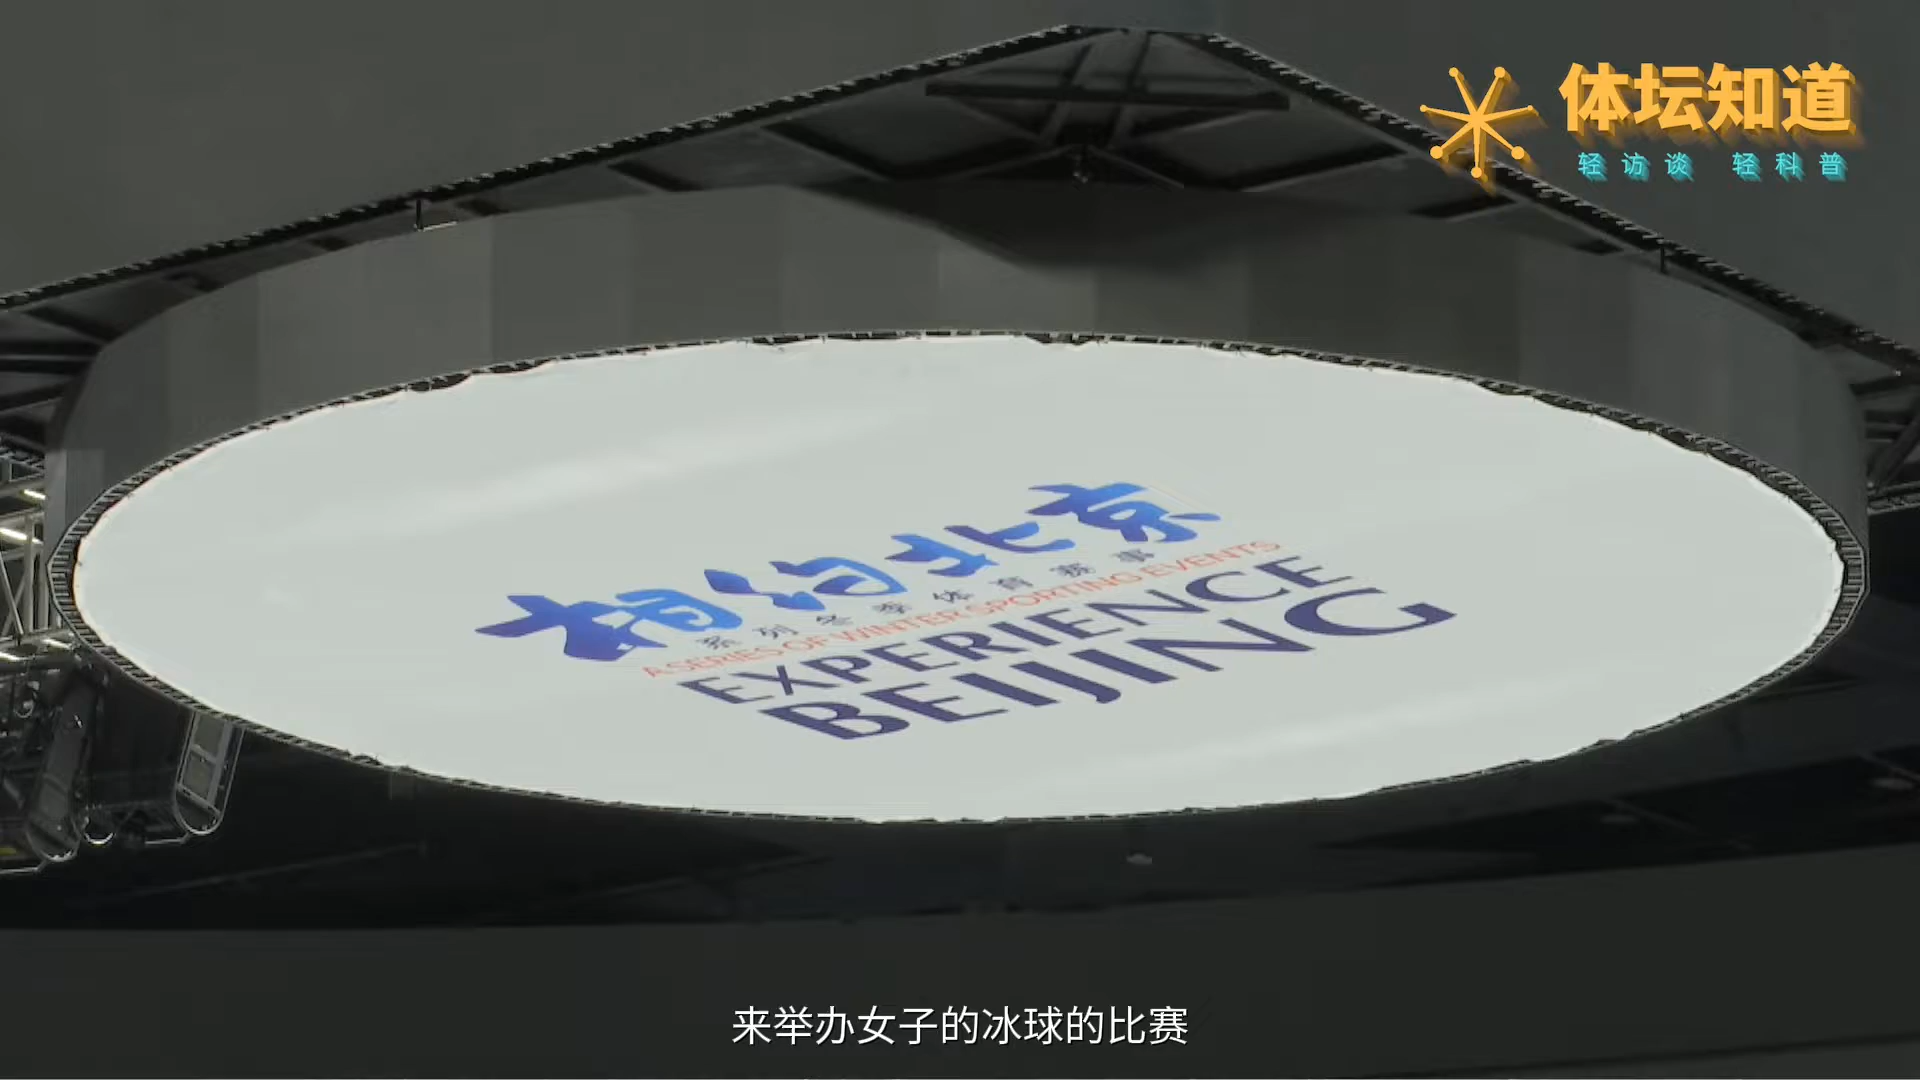 体坛知道
轻访谈 轻科普
相约北京
系列冬季体育赛事
A SERIES OF WINTER SPORTING EVENTS
EXPERIENCE
BEIJING
来举办女子的冰球的比赛